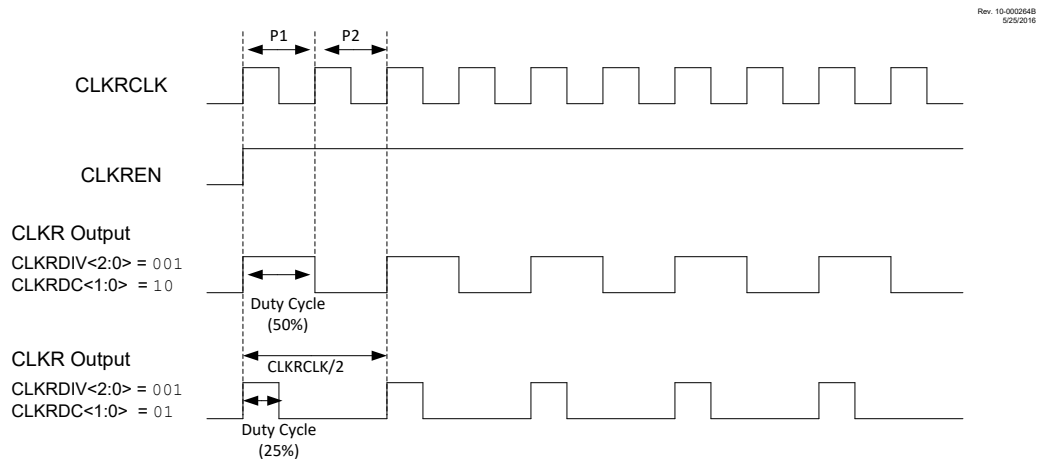 Rev. 10-000264B
5/25/2016
P1
P2
CLKRCLK
CLKREN
CLKR Output
CLKRDIV<2:0> = 001
CLKRDC<1:0> = 10
Duty Cycle
(50%)
CLKR Output
CLKRCLK/2
CLKRDIV<2:0> = 001
CLKRDC<1:0> = 01
Duty Cycle
(25%)